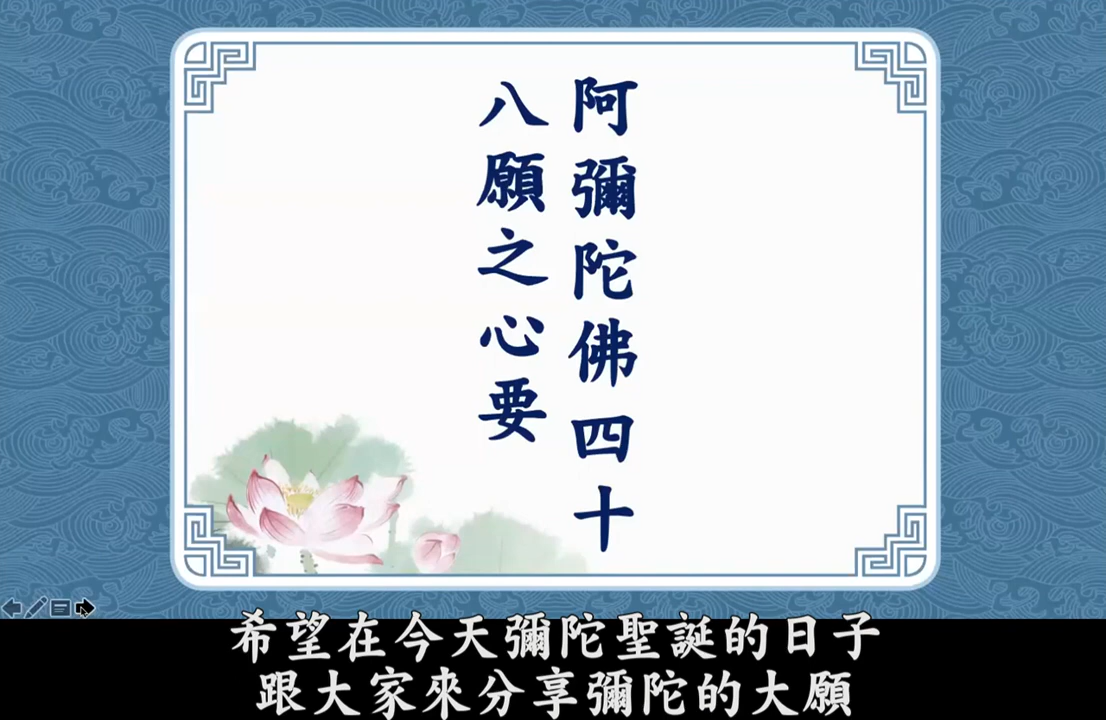 阿彌陀佛四十
八願之心要
希望在今天彌陀聖誕的日子
跟大家來分享彌陀的大願